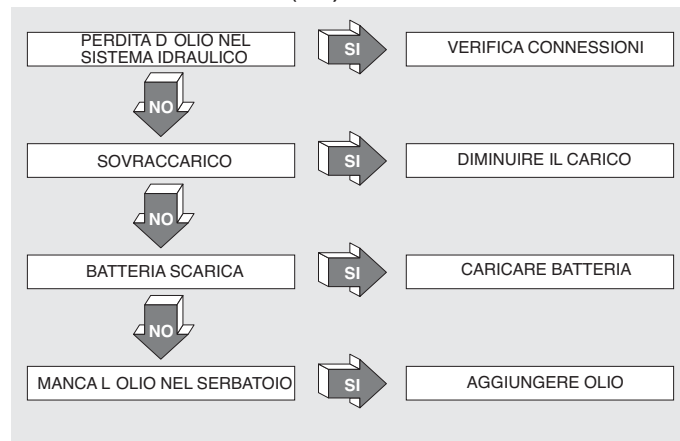 PERDITA D OLIO NEL
SISTEMA IDRAULICO
SI
VERIFICA CONNESSIONI
NO
SOVRACCARICO
SI
DIMINUIRE IL CARICO
NO
BATTERIA SCARICA
SI
CARICARE BATTERIA
NO
MANCA L OLIO NEL SERBATOIO
SI
AGGIUNGERE OLIO